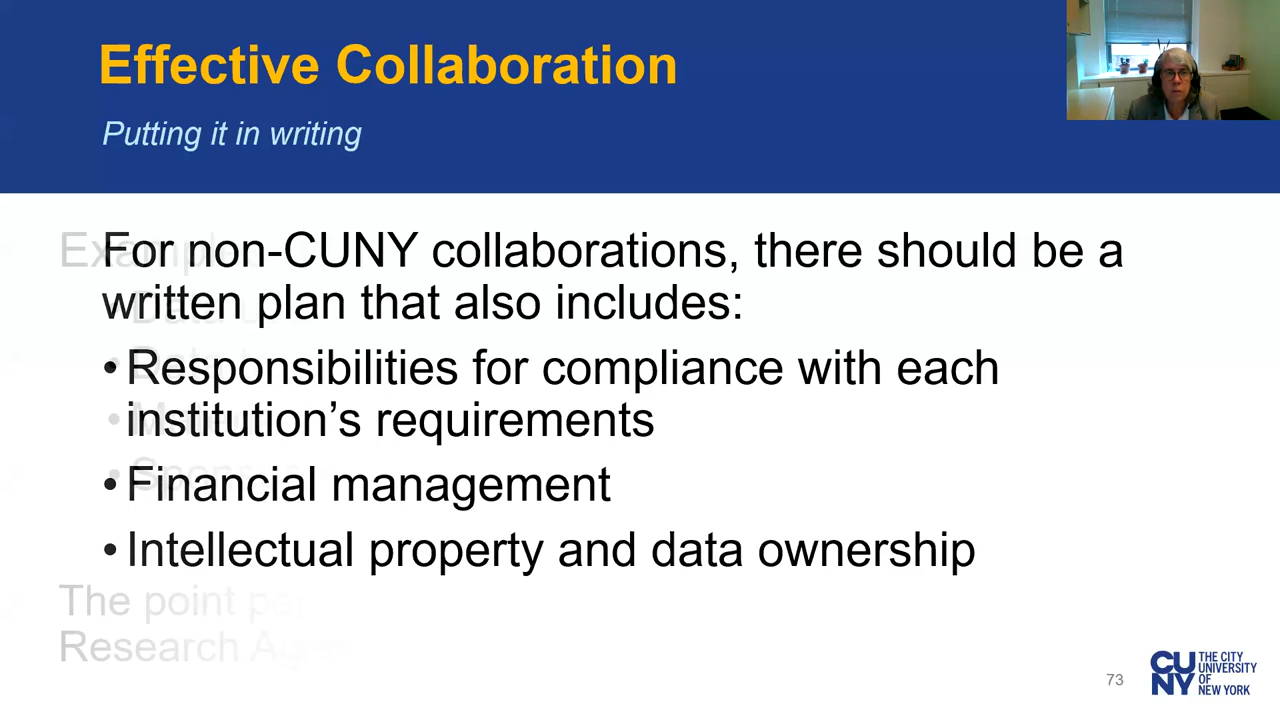 Effective Collaboration
Putting it in writing
For non-CUNY collaborations, there should be a
written plan that also includes:
• Responsibilities for compliance with each
institution’s requirements
• Financial management
• Intellectual property and data ownership
The point
Research
73
CU
NY
THE CITY
UNIVERSITY
OF
NEW YORK